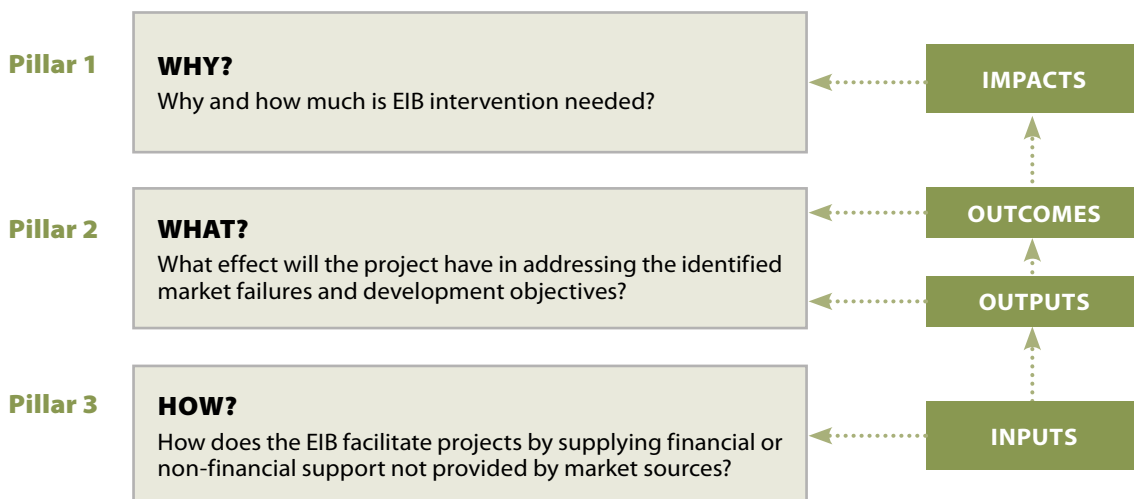 Pillar 1
WHY?
Why and how much is EIB intervention needed?
IMPACTS
Pillar 2
WHAT?
What effect will the project have in addressing the identified
market failures and development objectives?
OUTCOMES
OUTPUTS
Pillar 3
HOW?
How does the EIB facilitate projects by supplying financial or
non-financial support not provided by market sources?
INPUTS